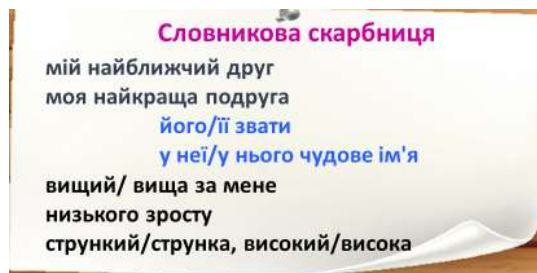 Словникова скарбниця
мій найближчий друг
моя найкраща подруга
його/її звати
у неї/у нього чудове ім'я
вищий/ вища за мене
низького зросту
стрункий/струнка, високий/висока